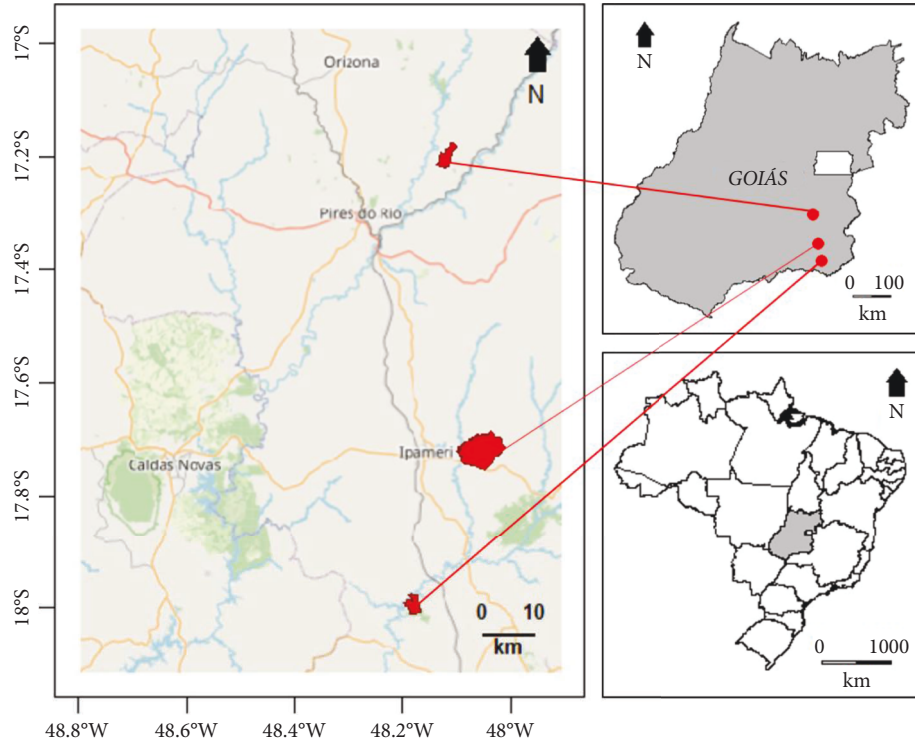 17°S
17.2°S
17.4°S
17.6°S
17.8°S
18°S
Orizona
N
Pires do Rio
Ipameri
Caldas Novas
0 10
km
48.8°W 48.6°W 48.4°W 48.2°W 48°W
N
GOIÁS
0 100
km
N
0 1000
km